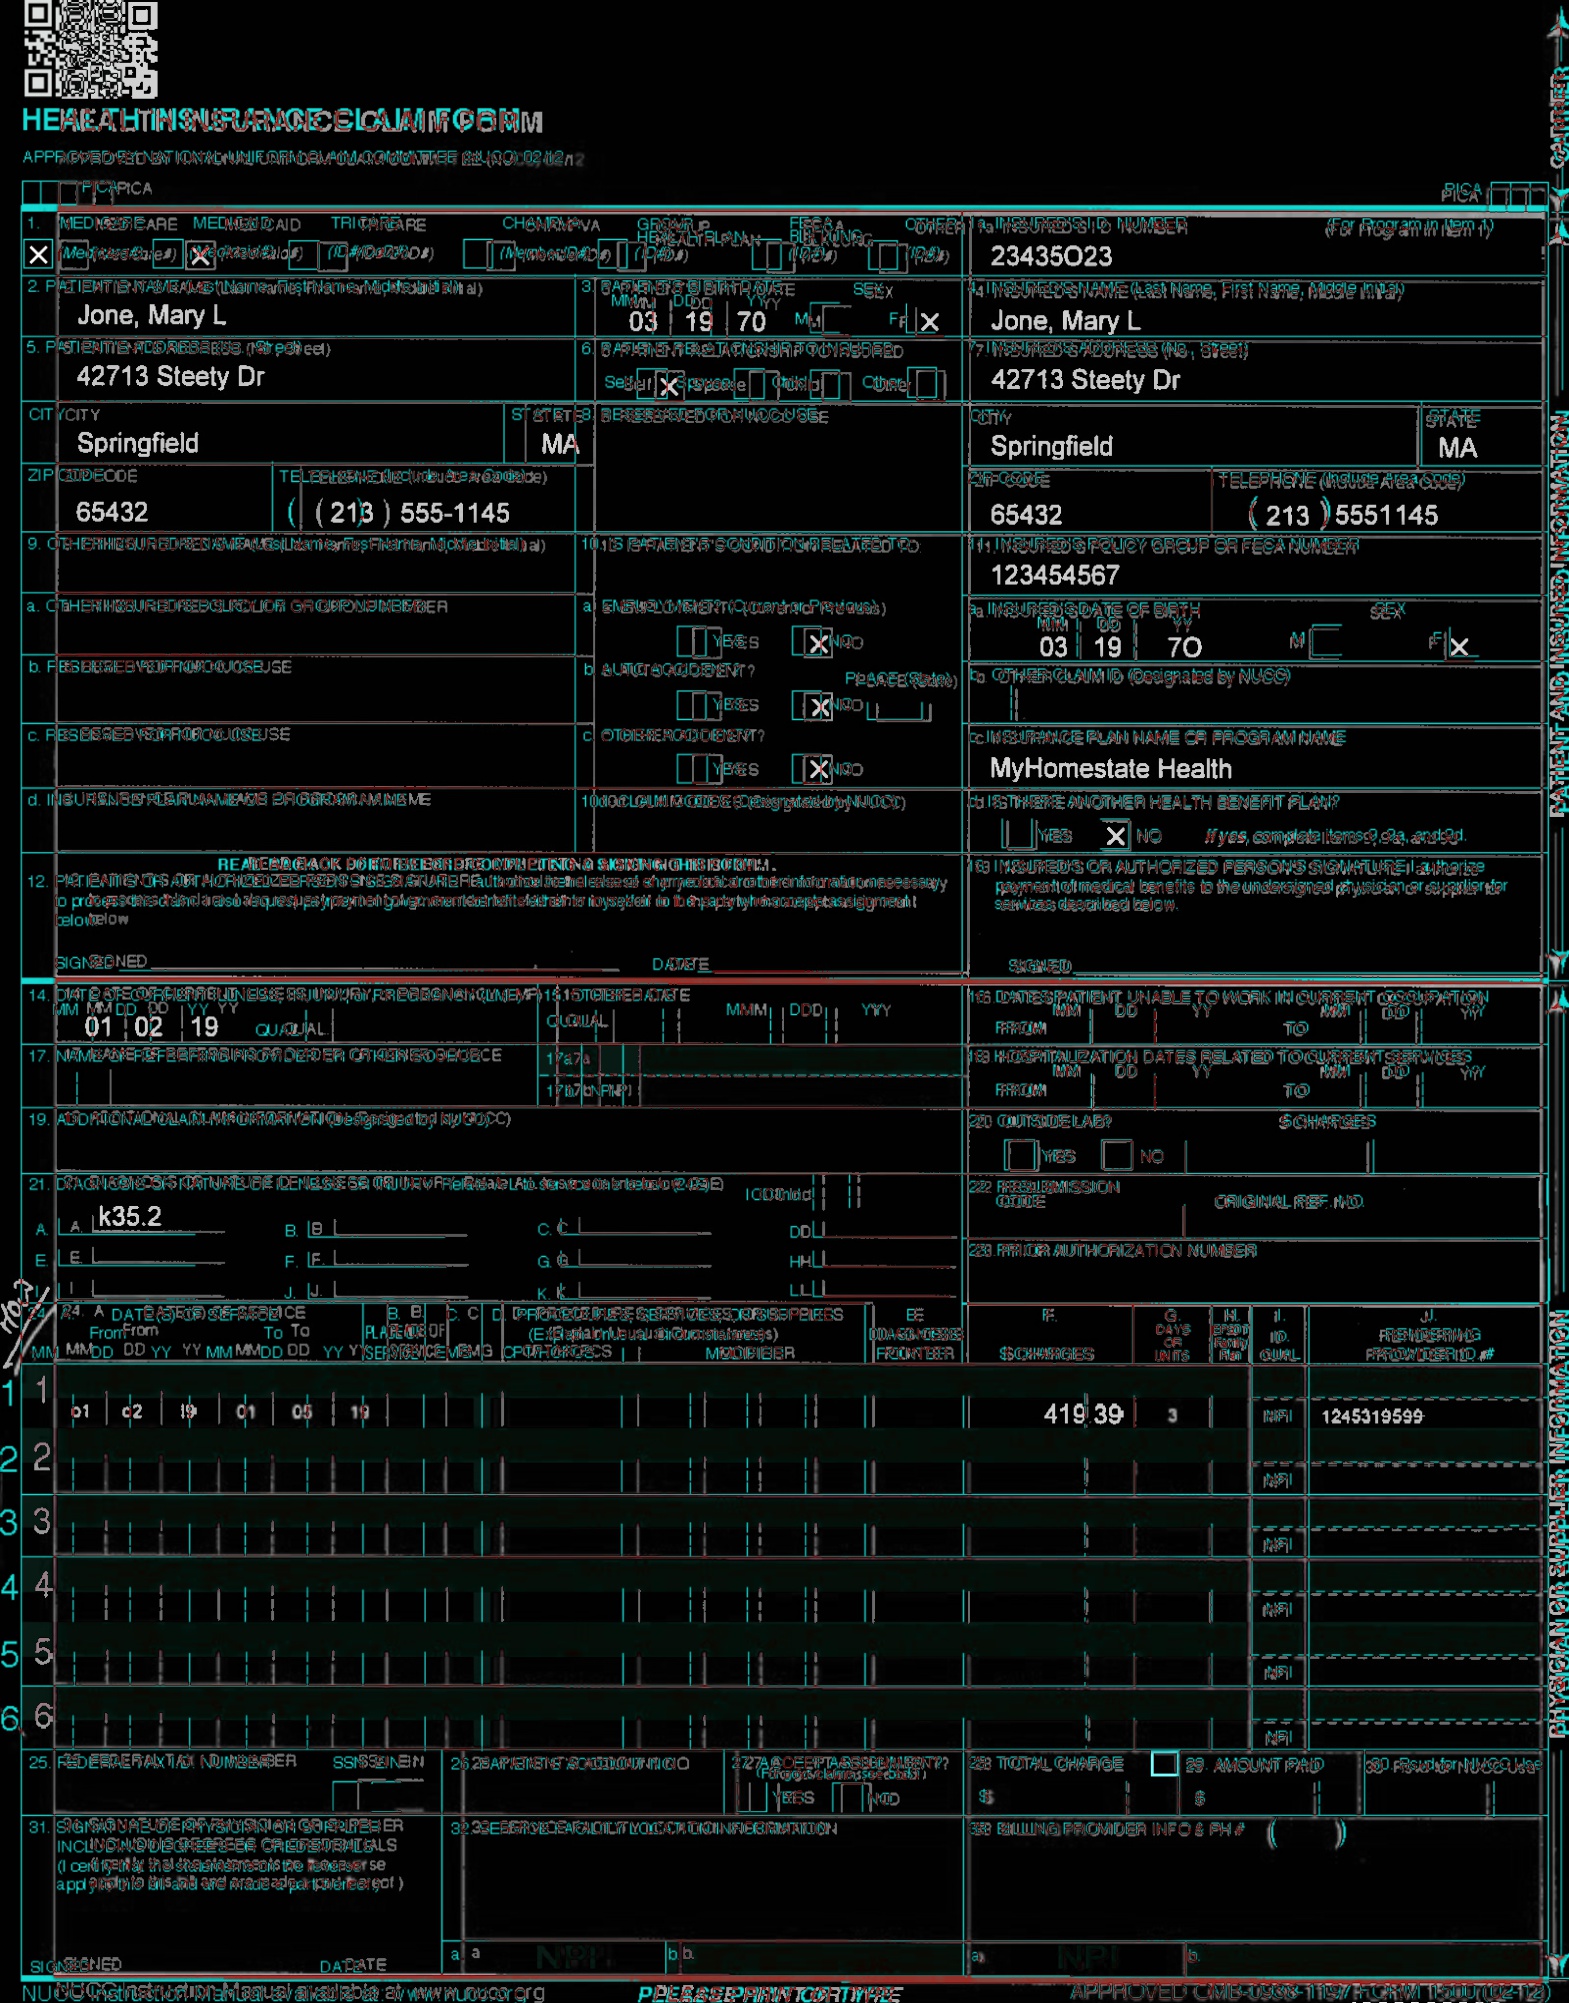 HEALTH INSURANCE CLAIM FORM
APPROVED BY NATIONAL UNIFORM CLAIM COMMITTEE (NUCC) 02/12
PICA PICA
1. MEDICARE MEDICAID TRICARE CHAMPVA GROUP HEALTH PLAN FECA BLK LUNG OTHER 1a. INSURED'S I.D. NUMBER (For Program in Item 1)
X X 23435O23
2. PATIENT'S NAME (Last Name, First Name, Middle Initial) 3. PATIENT'S BIRTH DATE SEX 4. INSURED'S NAME (Last Name, First Name, Middle Initial)
MM DD YY
Jone, Mary L 03 19 70 M F X Jone, Mary L
5. PATIENT'S ADDRESS (No., Street) 6. PATIENT RELATIONSHIP TO INSURED 7. INSURED'S ADDRESS (No., Street)
42713 Steety Dr Self X Spouse Child Other 42713 Steety Dr
CITY STATE 8. RESERVED FOR NUCC USE CITY STATE
Springfield MA Springfield MA
ZIP CODE TELEPHONE (Include Area Code) ZIP CODE TELEPHONE (Include Area Code)
65432 ( 213 ) 555-1145 65432 ( 213 ) 5551145
9. OTHER INSURED'S NAME (Last Name, First Name, Middle Initial) 10. IS PATIENT'S CONDITION RELATED TO: 11. INSURED'S POLICY GROUP OR FECA NUMBER
123454567
a. OTHER INSURED'S POLICY OR GROUP NUMBER a. EMPLOYMENT? (Current or Previous) a. INSURED'S DATE OF BIRTH SEX
MM DD YY
YES X NO 03 19 7O M F X
b. RESERVED FOR NUCC USE b. AUTO ACCIDENT? PLACE (State) b. OTHER CLAIM ID (Designated by NUCC)
YES X NO
c. RESERVED FOR NUCC USE c. OTHER ACCIDENT? c. INSURANCE PLAN NAME OR PROGRAM NAME
YES X NO MyHomestate Health
d. INSURANCE PLAN NAME OR PROGRAM NAME 10d. CLAIM CODES (Designated by NUCC) d. IS THERE ANOTHER HEALTH BENEFIT PLAN?
YES X NO If yes, complete items 9, 9a, and 9d.
READ BACK OF FORM BEFORE COMPLETING & SIGNING THIS FORM.
12. PATIENT'S OR AUTHORIZED PERSON'S SIGNATURE I authorize the release of any medical or other information necessary
to process this claim. I also request payment of government benefits either to myself or to the party who accepts assignment
below.
13. INSURED'S OR AUTHORIZED PERSON'S SIGNATURE I authorize
payment of medical benefits to the undersigned physician or supplier for
services described below.
SIGNED DATE SIGNED
14. DATE OF CURRENT ILLNESS, INJURY, or PREGNANCY (LMP) 15. OTHER DATE 16. DATES PATIENT UNABLE TO WORK IN CURRENT OCCUPATION
MM DD YY MM DD YY MM DD YY MM DD YY
01 02 19 QUAL. QUAL. FROM TO
17. NAME OF REFERRING PROVIDER OR OTHER SOURCE 17a. 18. HOSPITALIZATION DATES RELATED TO CURRENT SERVICES
MM DD YY MM DD YY
17b. NPI FROM TO
19. ADDITIONAL CLAIM INFORMATION (Designated by NUCC) 20. OUTSIDE LAB? $ CHARGES
YES NO
21. DIAGNOSIS OR NATURE OF ILLNESS OR INJURY Relate A-L to service line below (24E) ICD Ind. 22. RESUBMISSION CODE ORIGINAL REF. NO.
A. k35.2 B. C. D.
E. F. G. H. 23. PRIOR AUTHORIZATION NUMBER
I. J. K. L.
24. A. DATE(S) OF SERVICE B. C. D. PROCEDURES, SERVICES, OR SUPPLIES E. F. G. H. I. J.
From To PLACE OF SERVICE EMG (Explain Unusual Circumstances) DIAGNOSIS POINTER DAYS OR UNITS EPSDT Family Plan ID. QUAL. RENDERING PROVIDER ID. #
MM DD YY MM DD YY CPT/HCPCS MODIFIER $ CHARGES
1 o1 o2 19 01 05 19 419 39 3 NPI 1245319599
2 NPI
3 NPI
4 NPI
5 NPI
6 NPI
25. FEDERAL TAX I.D. NUMBER SSN EIN 26. PATIENT'S ACCOUNT NO. 27. ACCEPT ASSIGNMENT? 28. TOTAL CHARGE 29. AMOUNT PAID 30. Rsvd for NUCC Use
(For govt. claims, see back)
YES NO $ $
31. SIGNATURE OF PHYSICIAN OR SUPPLIER
INCLUDING DEGREES OR CREDENTIALS
(I certify that the statements on the reverse
apply to this bill and are made a part thereof.)
32. SERVICE FACILITY LOCATION INFORMATION 33. BILLING PROVIDER INFO & PH # ( )
SIGNED DATE a. NPI b. a. NPI b.
NUCC Instruction Manual available at: www.nucc.org PLEASE PRINT OR TYPE APPROVED OMB-0938-1197 FORM 1500 (02-12)
CARRIER
PATIENT AND INSURED INFORMATION
PHYSICIAN OR SUPPLIER INFORMATION